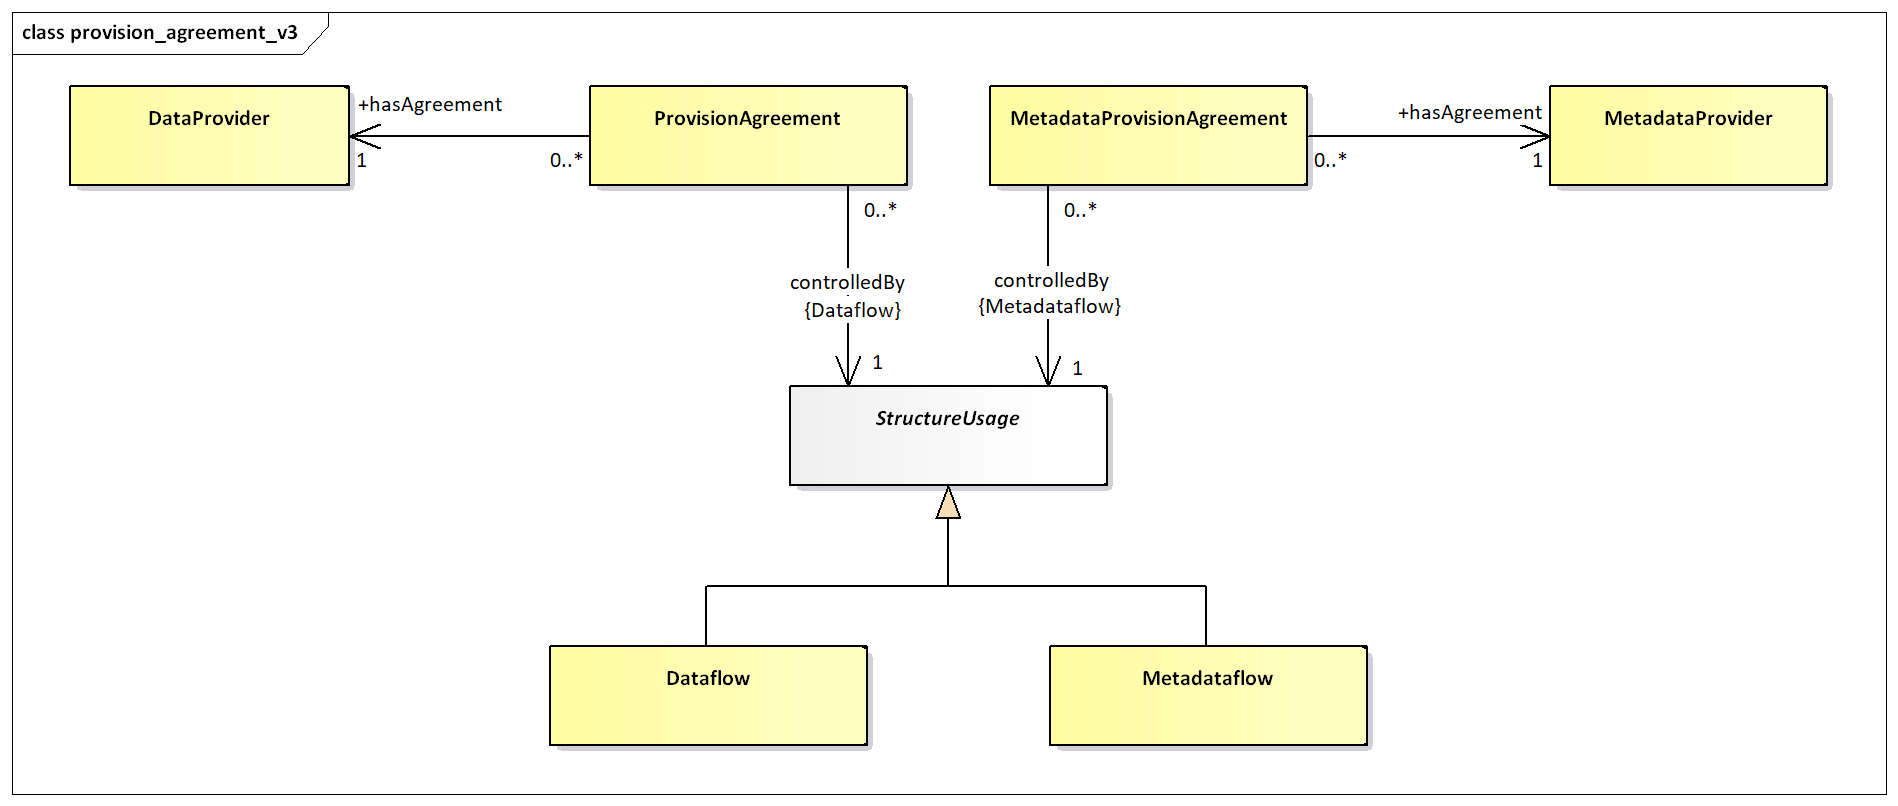 class provision_agreement_v3
DataProvider
+hasAgreement
1
0..*
ProvisionAgreement
MetadataProvisionAgreement
+hasAgreement
0..*
1
MetadataProvider
0..*
0..*
controlledBy
{Dataflow}
controlledBy
{Metadataflow}
1
1
StructureUsage
Dataflow
Metadataflow